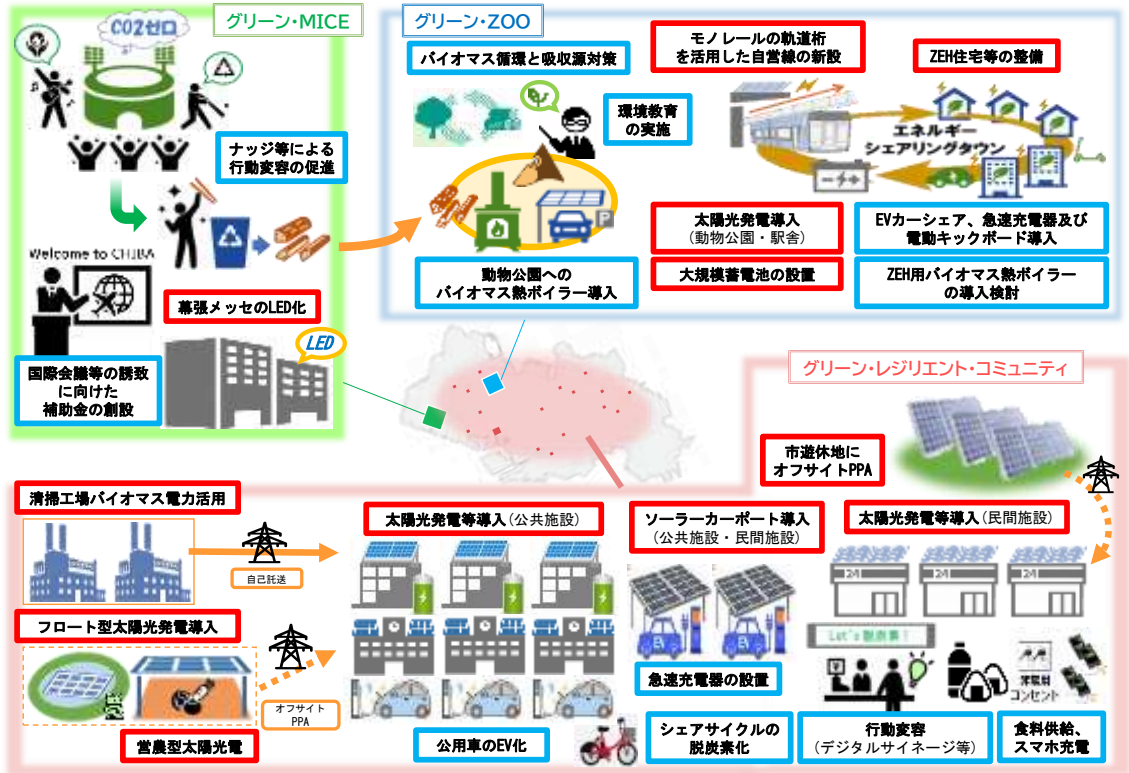 グリーン・MICE
CO2ゼロ
ナッジ等による
行動変容の促進
Welcome to CHIBA
幕張メッセのLED化
LED
国際会議等の誘致
に向けた
補助金の創設
グリーン・ZOO
バイオマス循環と吸収源対策
環境教育
の実施
モノレールの軌道桁
を活用した自営線の新設
ZEH住宅等の整備
エネルギー
シェアリングタウン
P
動物公園への
バイオマス熱ボイラー導入
太陽光発電導入
(動物公園・駅舎)
大規模蓄電池の設置
EVカーシェア、急速充電器及び
電動キックボード導入
ZEH用バイオマス熱ボイラー
の導入検討
グリーン・レジリエント・コミュニティ
市遊休地に
オフサイトPPA
清掃工場バイオマス電力活用
自己託送
フロート型太陽光発電導入
オフサイト
PPA
営農型太陽光電
太陽光発電等導入(公共施設)
公用車のEV化
ソーラーカーポート導入
(公共施設・民間施設)
急速充電器の設置
シェアサイクルの
脱炭素化
太陽光発電等導入(民間施設)
24
24
24
Let's脱炭素!
行動変容
(デジタルサイネージ等)
非常用
コンセント
食料供給、
スマホ充電